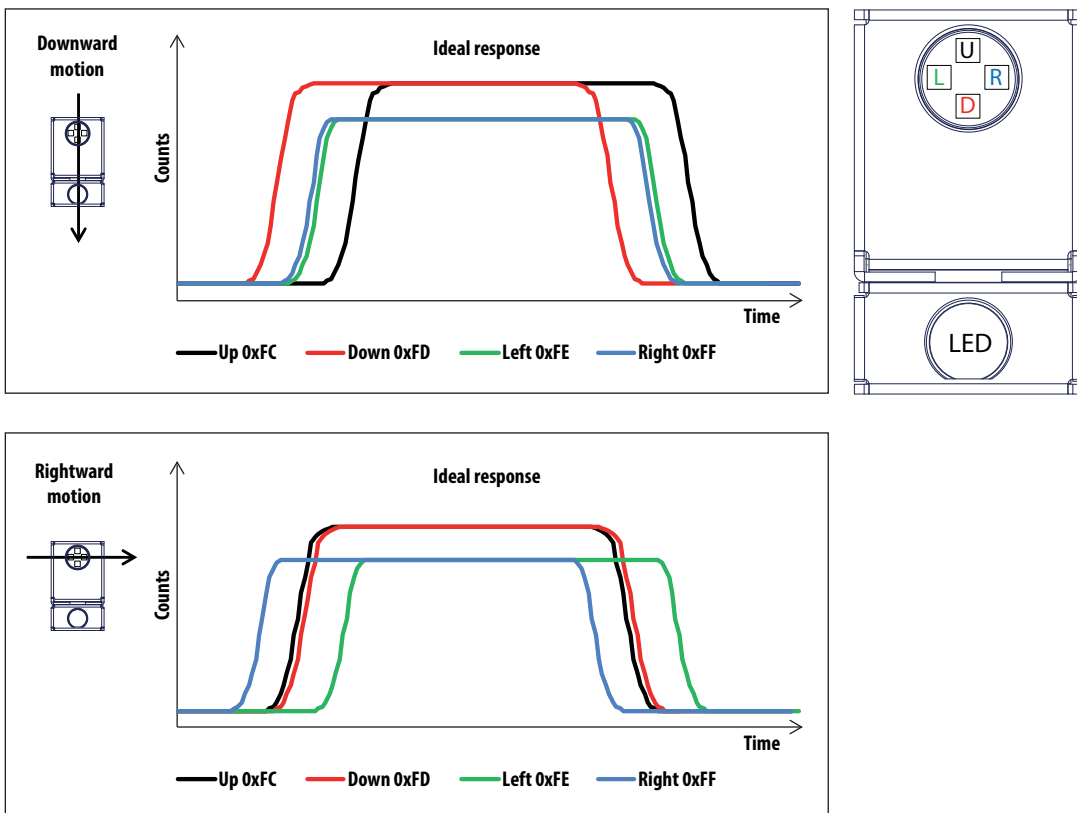 Downward
motion
Ideal response
Counts
Time
Up 0xFC Down 0xFD Left 0xFE Right 0xFF
U
L R
D
LED
Rightward
motion
Ideal response
Counts
Time
Up 0xFC Down 0xFD Left 0xFE Right 0xFF